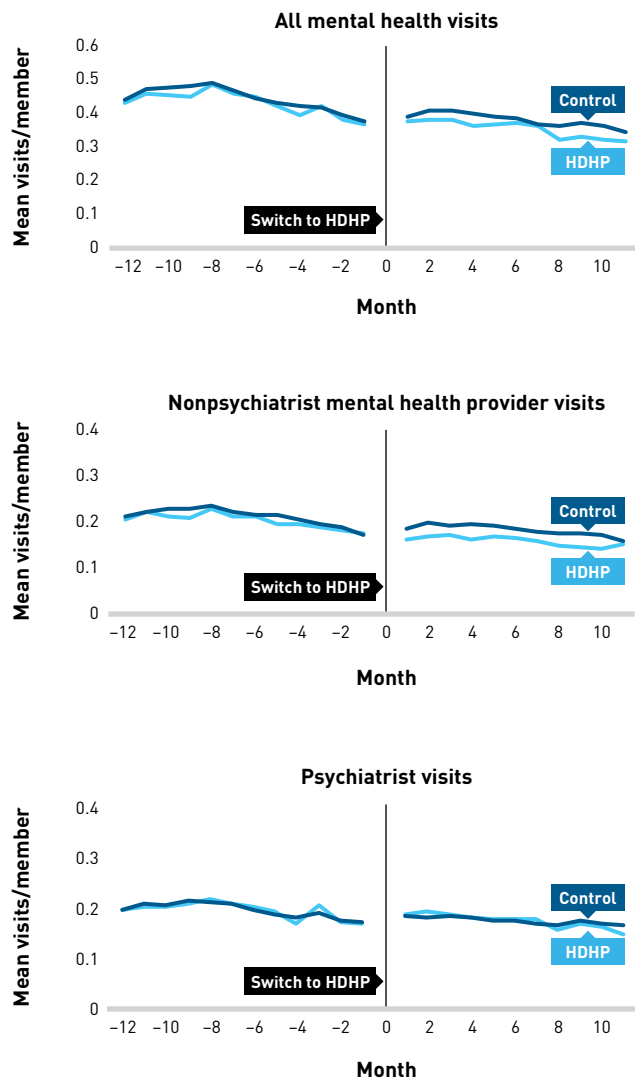 All mental health visits
Mean visits/member
0.6
0.5
0.4
0.3
0.2
0.1
0
Control
HDHP
Switch to HDHP
−12 −10 −8 −6 −4 −2 0 2 4 6 8 10
Month
Nonpsychiatrist mental health provider visits
Mean visits/member
0.4
0.3
0.2
0.1
0
Control
HDHP
Switch to HDHP
−12 −10 −8 −6 −4 −2 0 2 4 6 8 10
Month
Psychiatrist visits
Mean visits/member
0.4
0.3
0.2
0.1
0
Control
HDHP
Switch to HDHP
−12 −10 −8 −6 −4 −2 0 2 4 6 8 10
Month